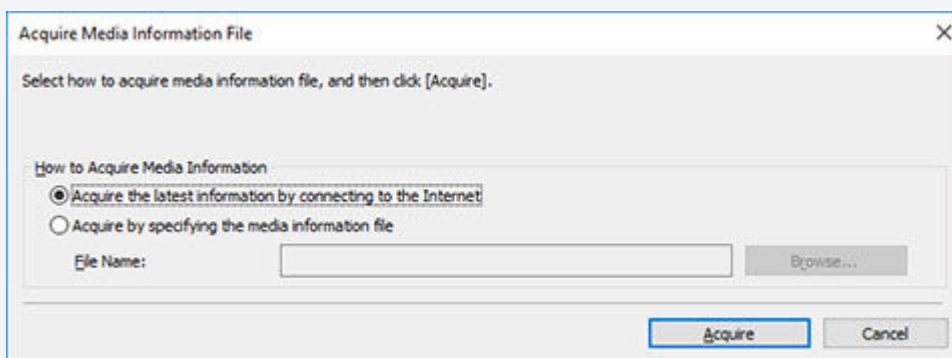 Acquire Media Information File
Select how to acquire media information file, and then click [Acquire].
How to Acquire Media Information
Acquire the latest information by connecting to the Internet
Acquire by specifying the media information file
File Name:
Browse...
Acquire
Cancel